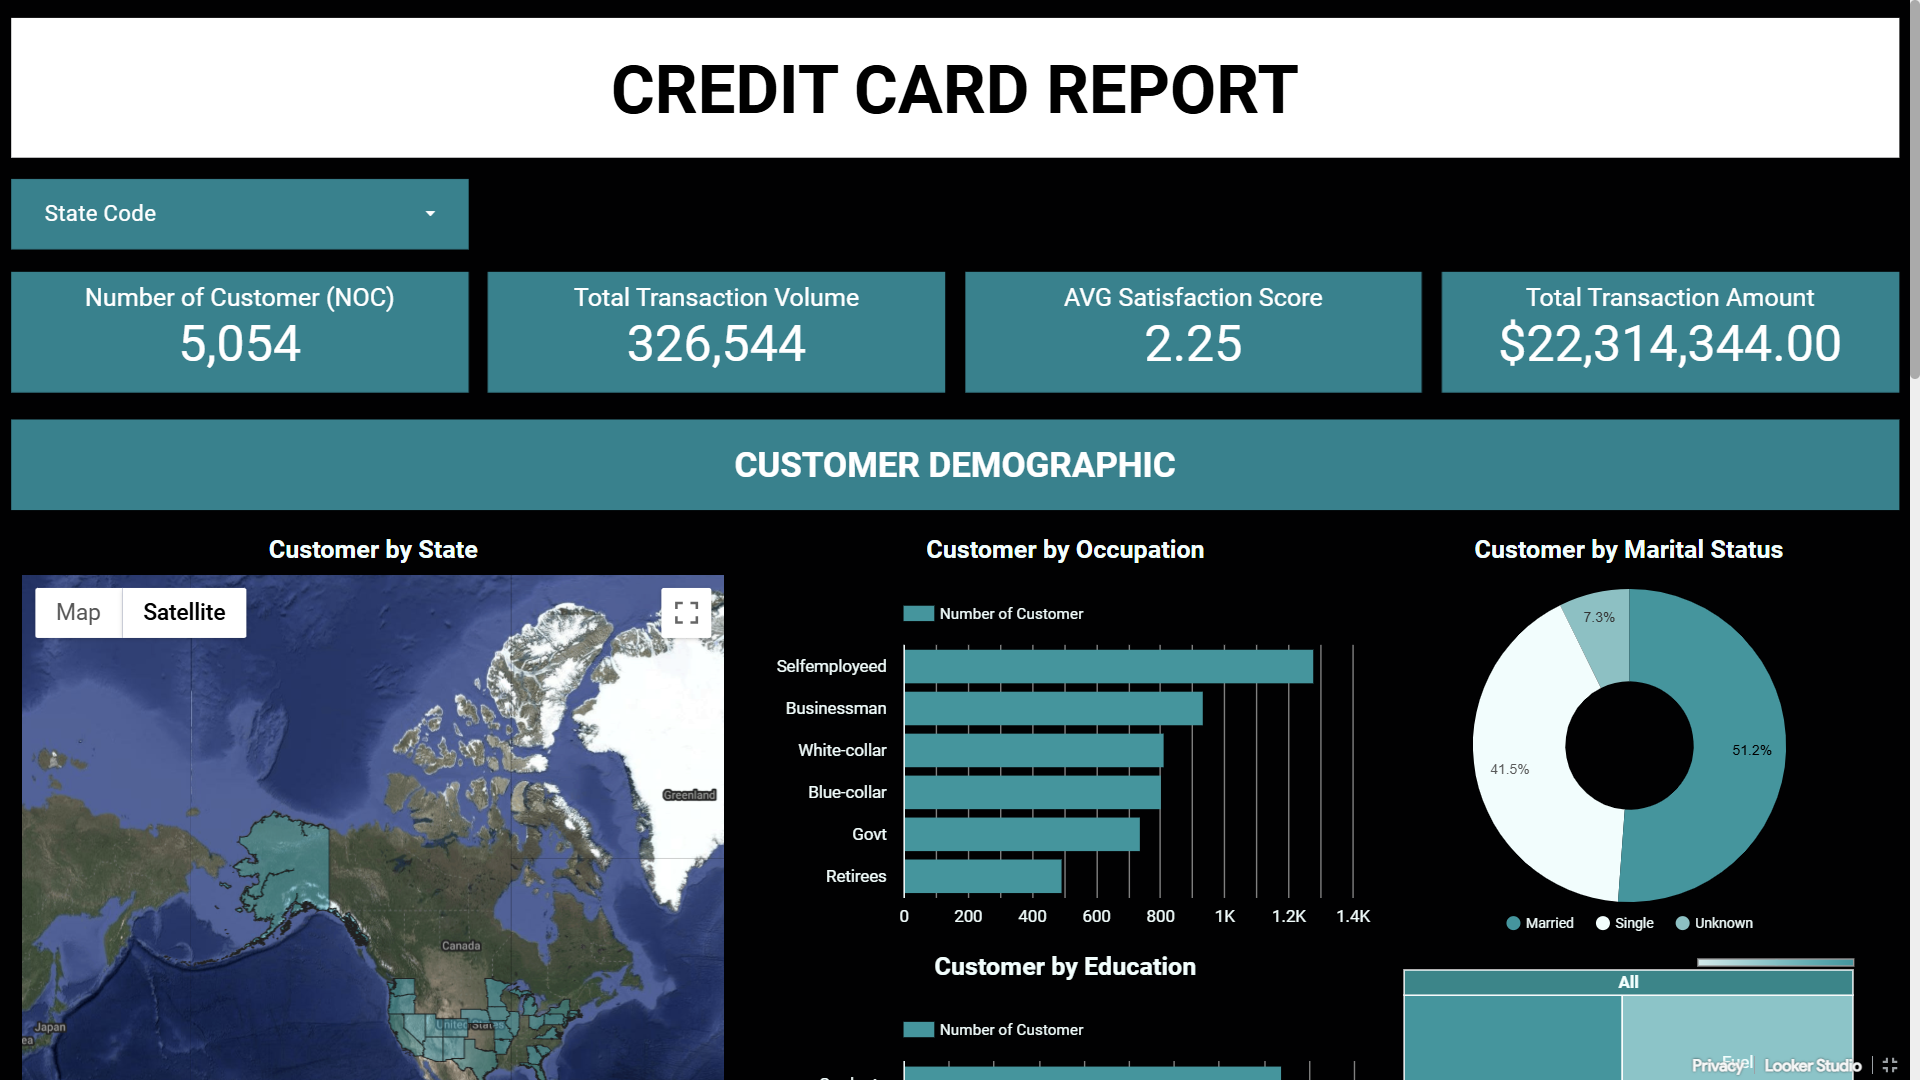 CREDIT CARD REPORT
State Code
Number of Customer (NOC)
5,054
Total Transaction Volume
326,544
AVG Satisfaction Score
2.25
Total Transaction Amount
$22,314,344.00
CUSTOMER DEMOGRAPHIC
Customer by State
Map
Satellite
Greenland
Canada
United States
Japan
ea
Customer by Occupation
Number of Customer
Selfemployeed
Businessman
White-collar
Blue-collar
Govt
Retirees
0 200 400 600 800 1K 1.2K 1.4K
Customer by Marital Status
7.3%
51.2%
41.5%
Married Single Unknown
Customer by Education
Number of Customer
All
Fuel
Privacy
Looker Studio